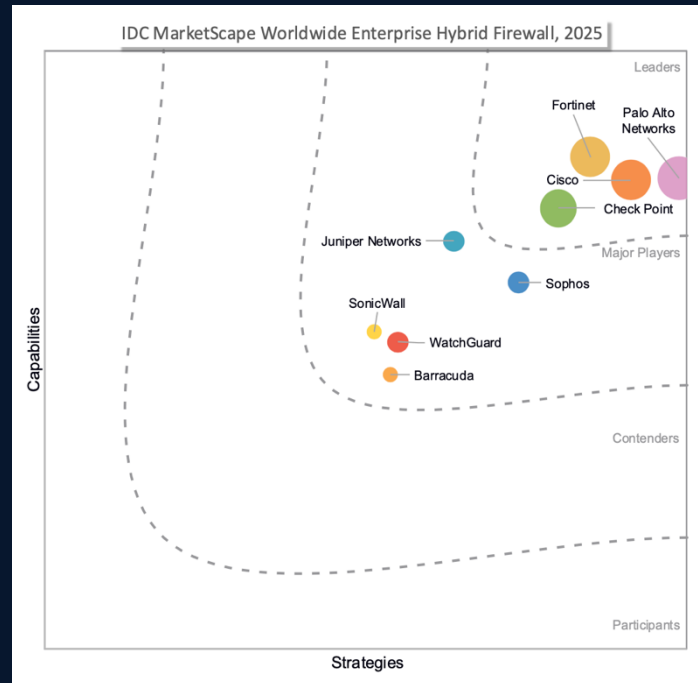 IDC MarketScape Worldwide Enterprise Hybrid Firewall, 2025
Leaders
Fortinet
Palo Alto
Networks
Cisco
Check Point
Juniper Networks
Major Players
Sophos
SonicWall
WatchGuard
Barracuda
Capabilities
Contenders
Participants
Strategies